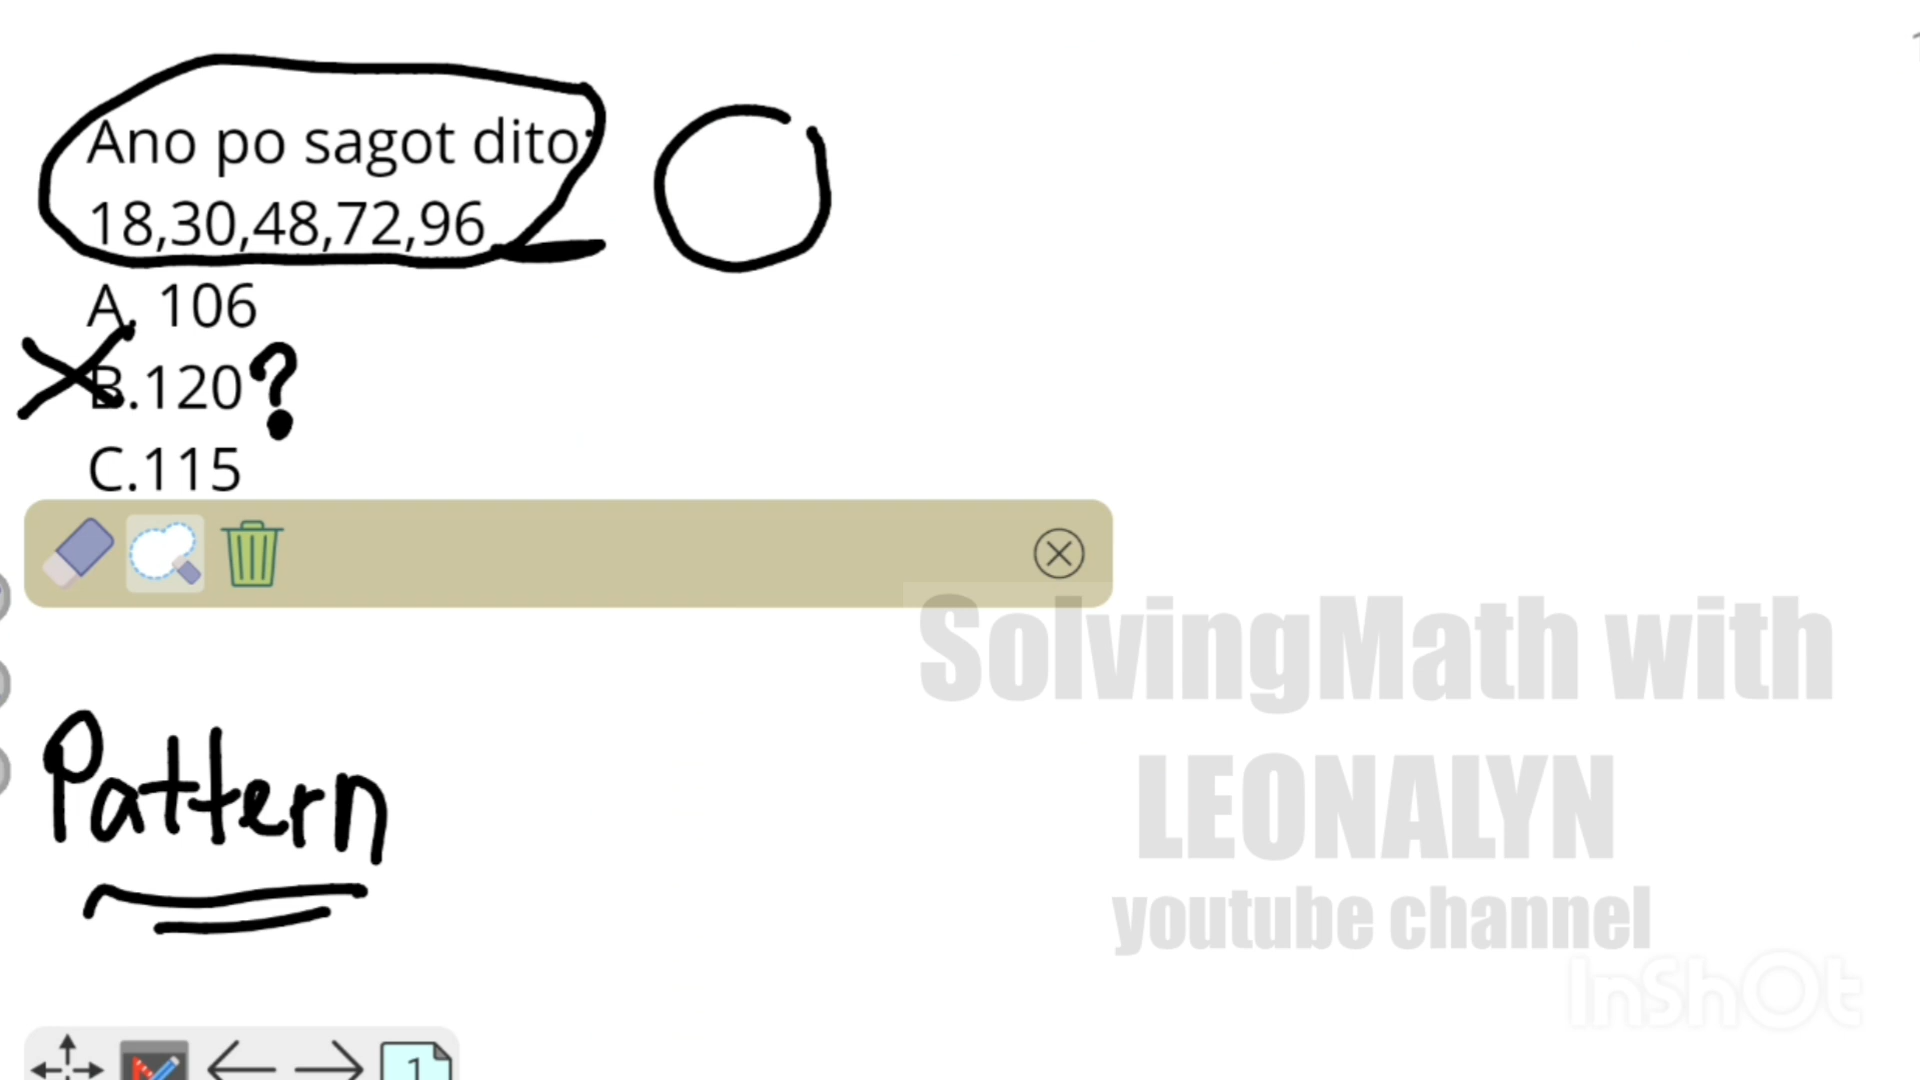 Ano po sagot dito:
18,30,48,72,96
A. 106
B.120 ?
C.115
SolvingMath with
LEONALYN
youtube channel
Pattern
InShOt
1